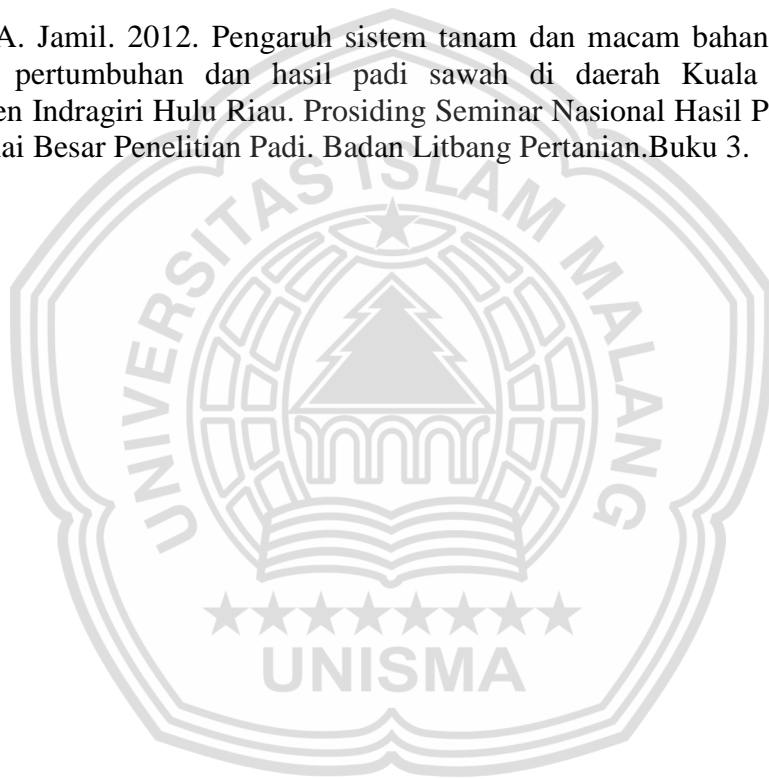 A. Jamil. 2012. Pengaruh sistem tanam dan macam bahan
pertumbuhan dan hasil padi sawah di daerah Kuala
en Indragiri Hulu Riau. Prosiding Seminar Nasional Hasil P
ai Besar Penelitian Padi. Badan Litbang Pertanian.Buku 3.
UNIVERSITAS ISLAM MALANG
UNISMA